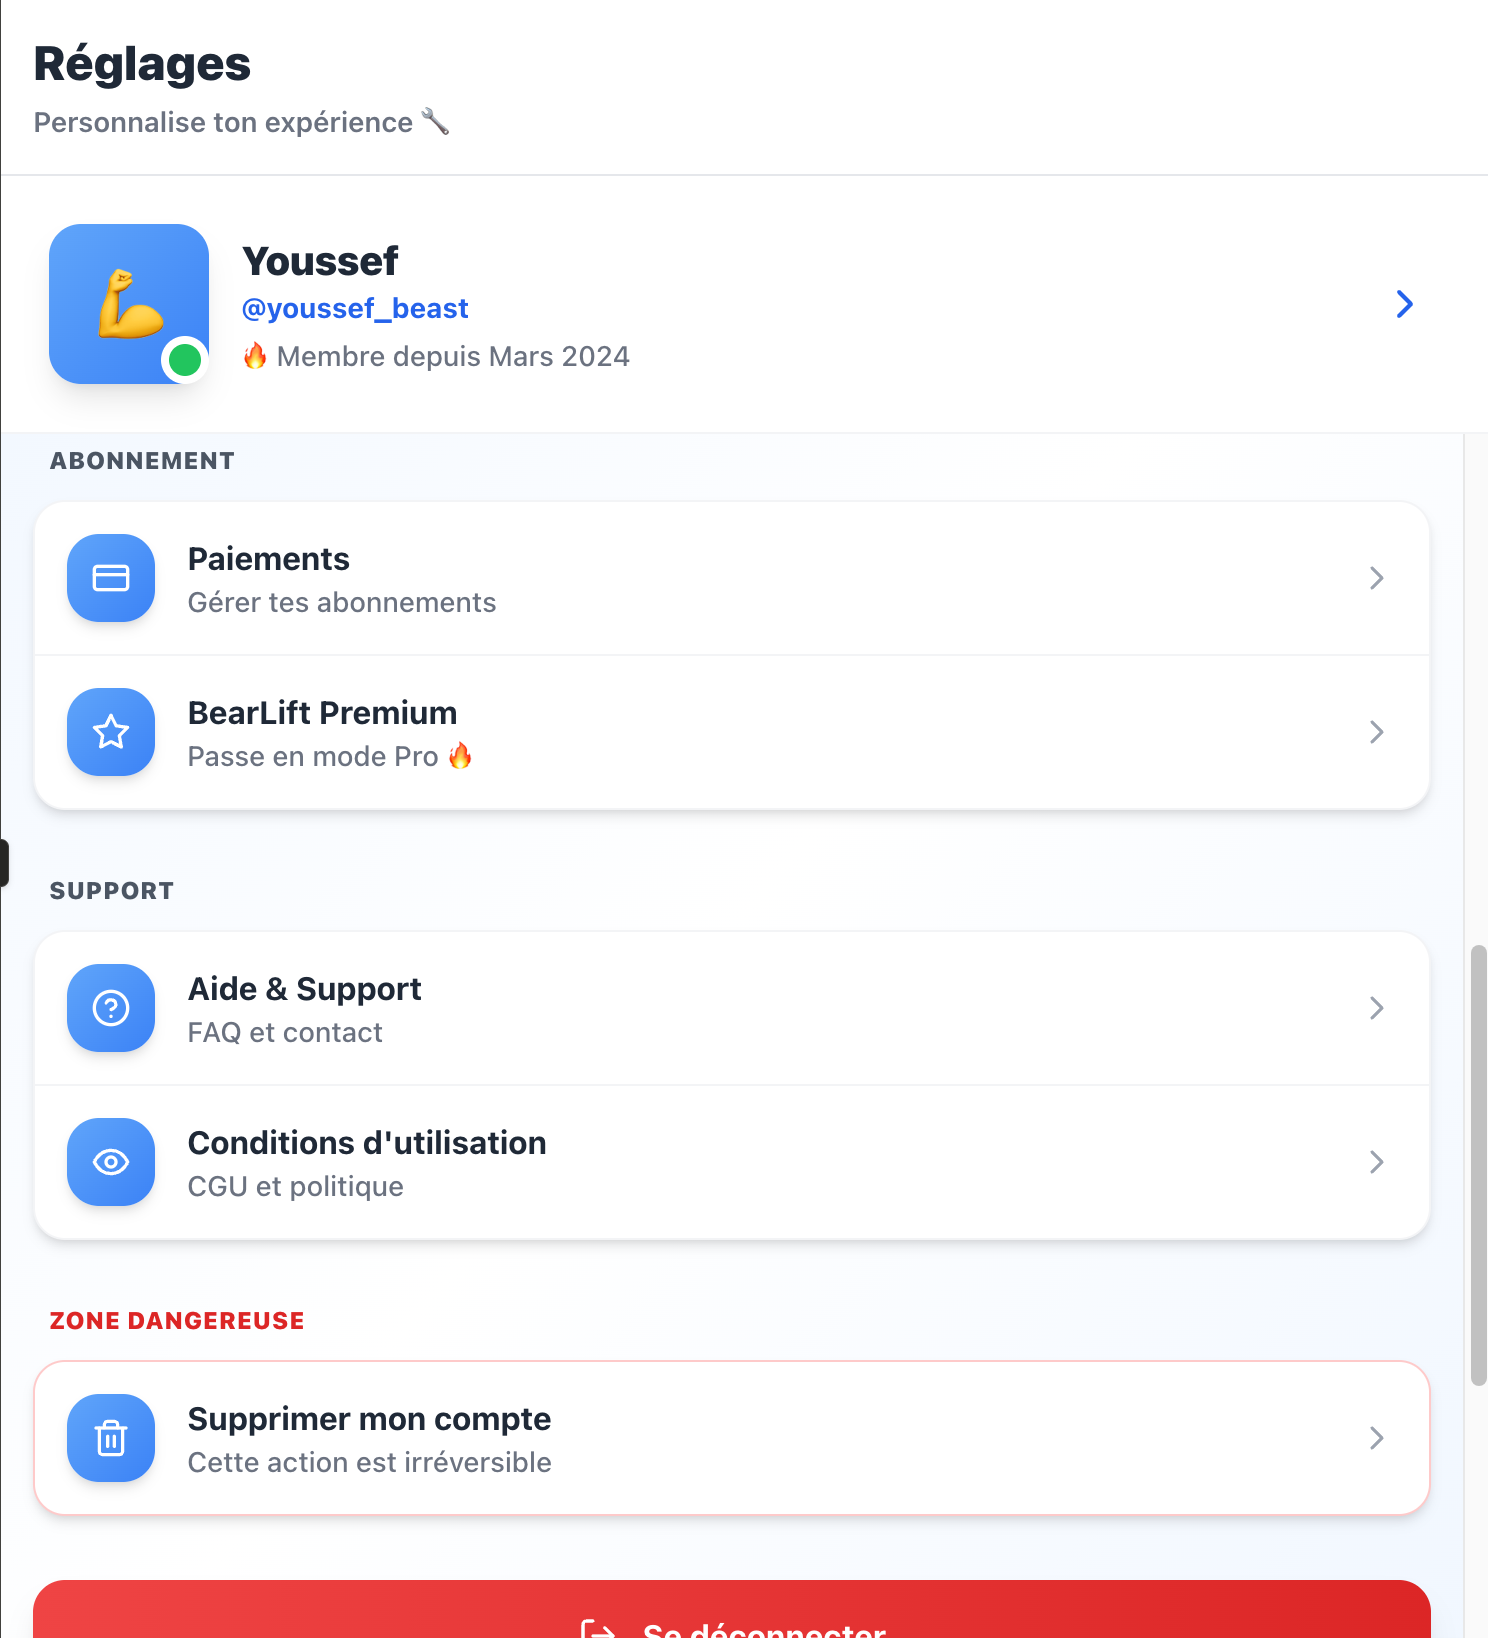 Réglages
Personnalise ton expérience 🔧
Youssef
@youssef_beast
🔥 Membre depuis Mars 2024
ABONNEMENT
Paiements
Gérer tes abonnements
BearLift Premium
Passe en mode Pro 🔥
SUPPORT
Aide & Support
FAQ et contact
Conditions d'utilisation
CGU et politique
ZONE DANGEREUSE
Supprimer mon compte
Cette action est irréversible
Se déconnecter